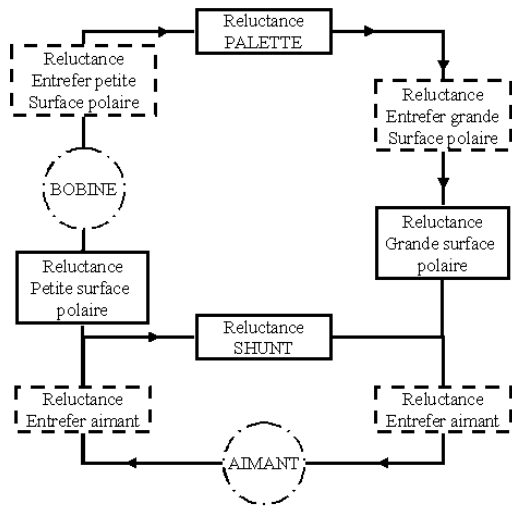 Reluctance
PALETTE
Reluctance
Entrefer petite
Surface polaire
Reluctance
Entrefer grande
Surface polaire
BOBINE
Reluctance
Grande surface
polaire
Reluctance
Petite surface
polaire
Reluctance
SHUNT
Reluctance
Entrefer aimant
Reluctance
Entrefer aimant
AIMANT